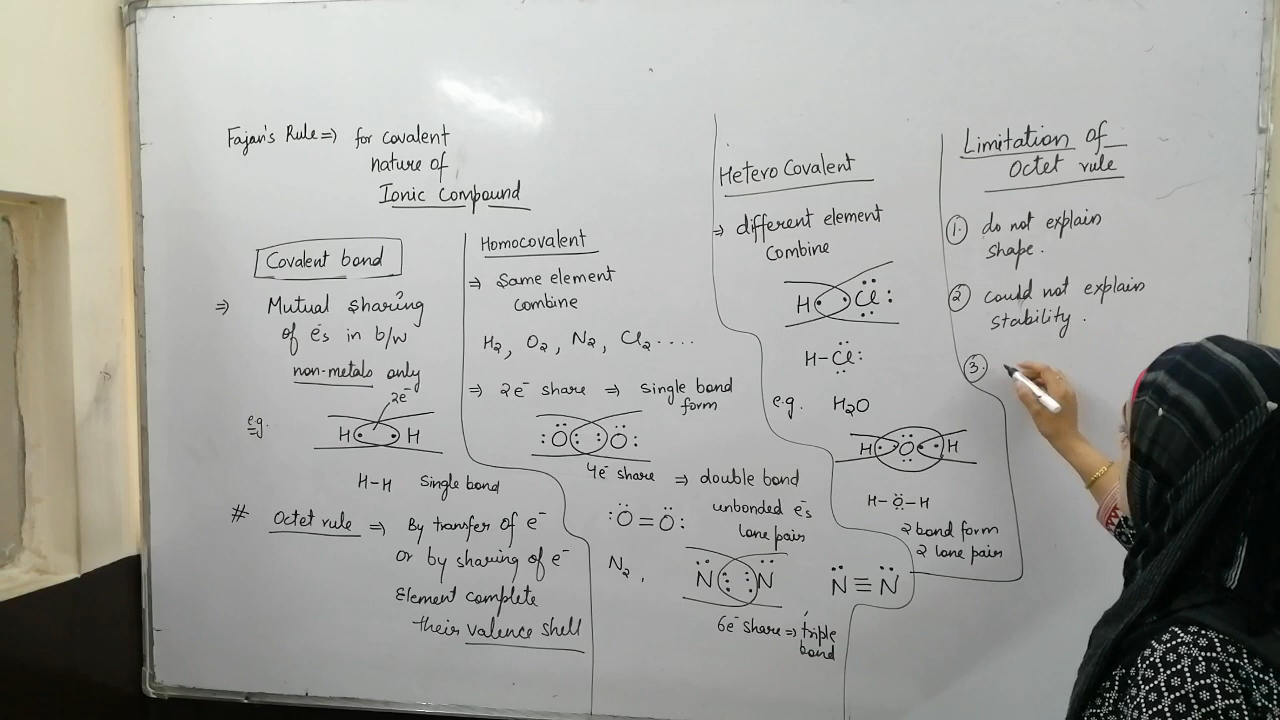 Fajan's Rule ⇒ for covalent
nature of
Ionic Compound
Covalent bond
⇒ Mutual sharing
of e⁻s in b/w
non-metals only
2e⁻
e.g. H H
H-H Single bond
# Octet rule ⇒ By transfer of e⁻
or by sharing of e⁻
Element complete
their valence shell
Homocovalent
⇒ Same element
combine
H₂, O₂, N₂, Cl₂....
⇒ 2e⁻ share ⇒ single bond
form
:Ö O:
4e⁻ share ⇒ double bond
:Ö=Ö: unbonded e⁻s
lone pairs
N₂, N̈ N̈ N̈≡N̈
6e⁻ share ⇒ triple
bond
Hetero Covalent
⇒ different element
combine
H Cl:
H-Cl:
e.g. H₂O
H O H
H-O-H
2 bond form
2 lone pairs
Limitation of
Octet rule
1. do not explain
shape.
2 could not explain
stability.
3.